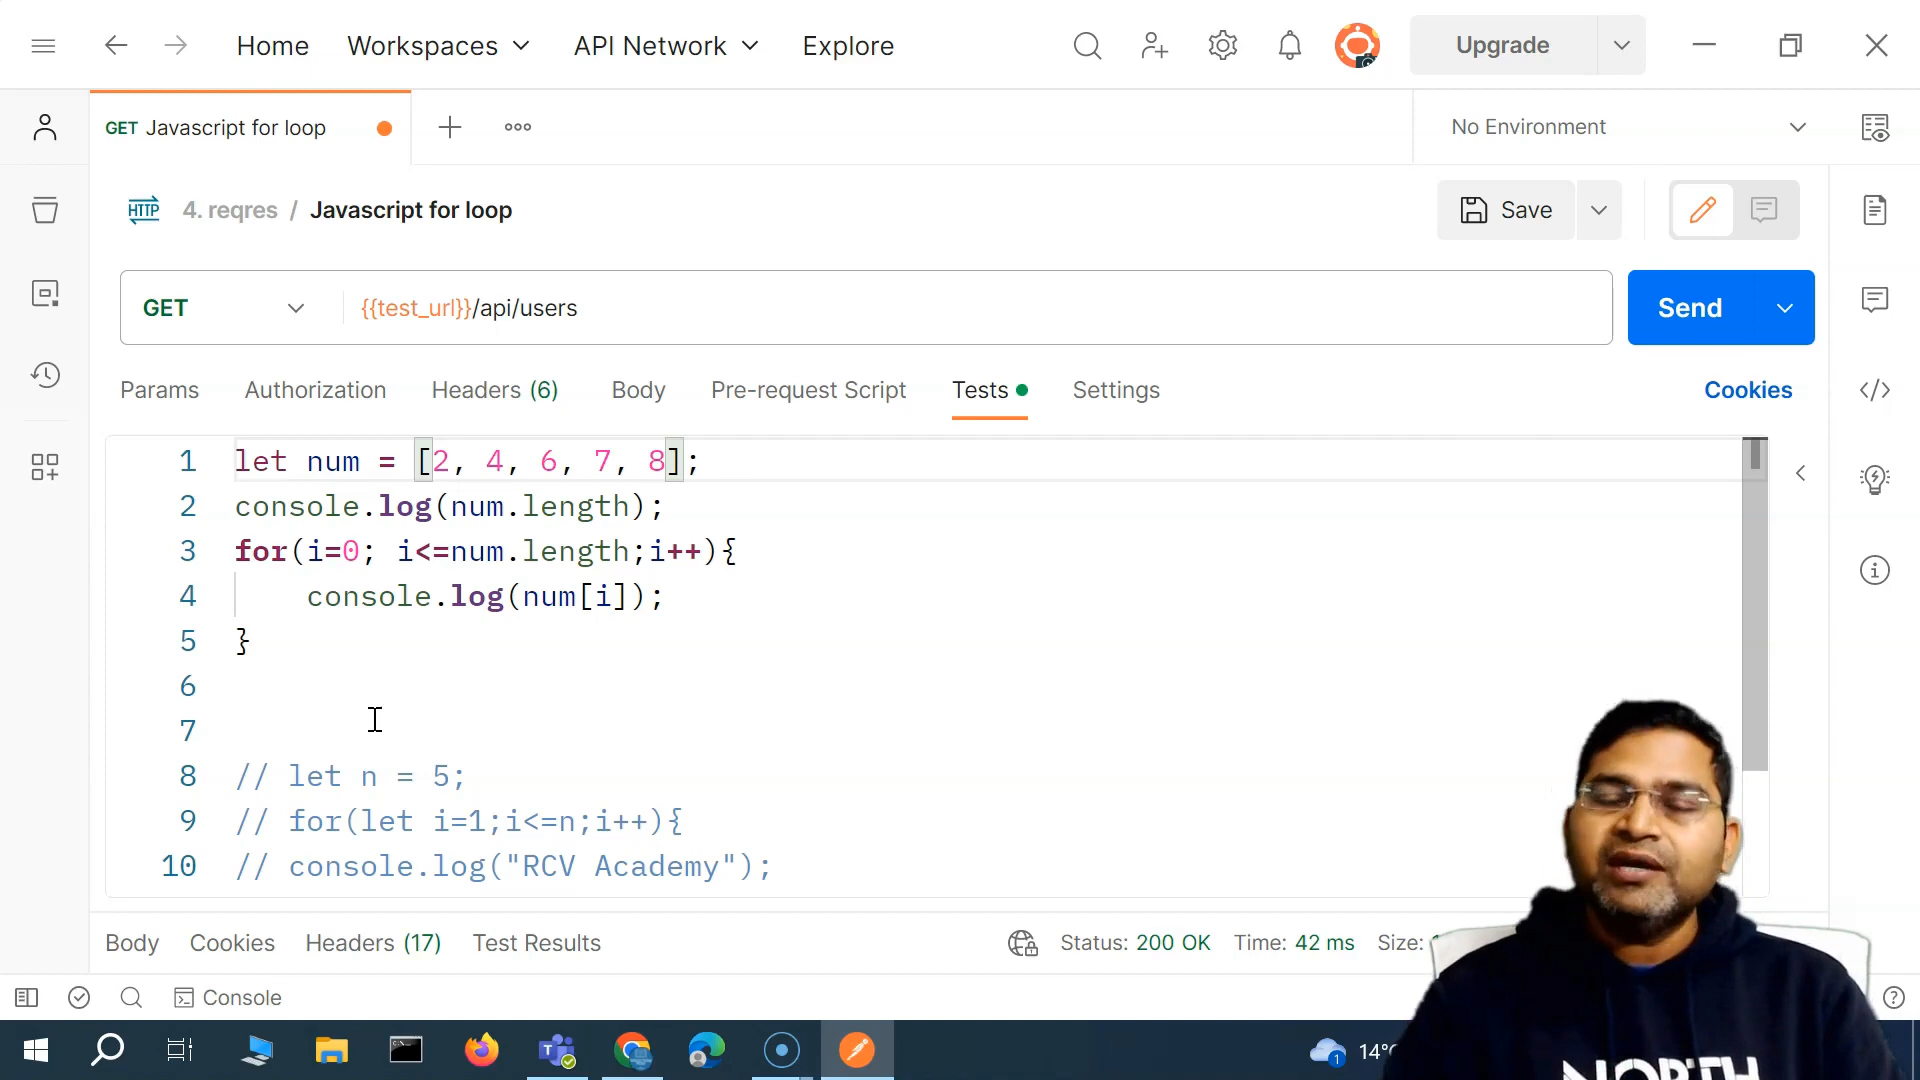 Home Workspaces API Network Explore Upgrade
GET Javascript for loop No Environment
HTTP 4. reqres / Javascript for loop Save
GET {{test_url}}/api/users Send
Params Authorization Headers (6) Body Pre-request Script Tests Settings Cookies
1 let num = [2, 4, 6, 7, 8];
2 console.log(num.length);
3 for(i=0; i<=num.length;i++){
4 console.log(num[i]);
5 }
6
7
8 // let n = 5;
9 // for(let i=1;i<=n;i++){
10 // console.log("RCV Academy");
Body Cookies Headers (17) Test Results Status: 200 OK Time: 42 ms Size:
Console
1 14°C
NORTH